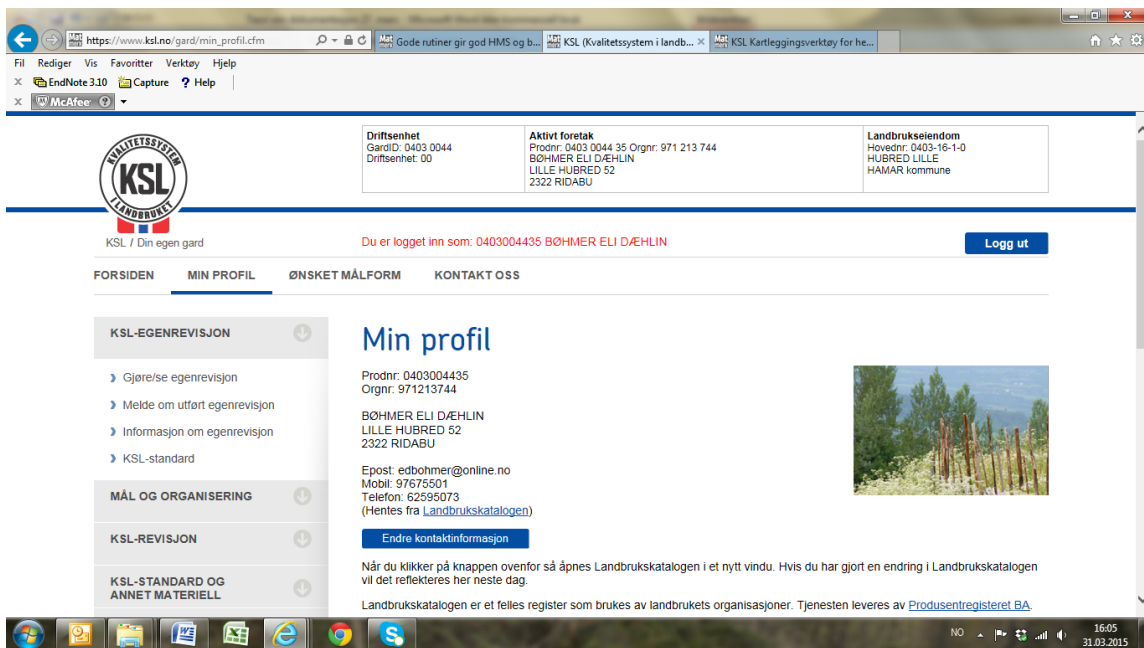 https://www.ksl.no/gard/min_profil.cfm
Gode rutiner gir god HMS og b...
KSL (Kvalitetssystem i landb...
KSL Kartleggingsverktøy for he...
Fil Rediger Vis Favoritter Verktøy Hjelp
EndNote 3.10 Capture ? Help
McAfee
KVALITETSSYSTEM
KSL
I LANDBRUKET
Driftsenhet
GardID: 0403 0044
Driftsenhet: 00
Aktivt foretak
Prodnr: 0403 0044 35 Orgnr: 971 213 744
BØHMER ELI DÆHLIN
LILLE HUBRED 52
2322 RIDABU
Landbrukseiendom
Hovednr: 0403-16-1-0
HUBRED LILLE
HAMAR kommune
KSL / Din egen gard
Du er logget inn som: 0403004435 BØHMER ELI DÆHLIN
Logg ut
FORSIDEN MIN PROFIL ØNSKET MÅLFORM KONTAKT OSS
KSL-EGENREVISJON
Gjøre/se egenrevisjon
Melde om utført egenrevisjon
Informasjon om egenrevisjon
KSL-standard
MÅL OG ORGANISERING
KSL-REVISJON
KSL-STANDARD OG
ANNET MATERIELL
Min profil
Prodnr: 0403004435
Orgnr: 971213744
BØHMER ELI DÆHLIN
LILLE HUBRED 52
2322 RIDABU
Epost: edbohmer@online.no
Mobil: 97675501
Telefon: 62595073
(Hentes fra Landbrukskatalogen)
Endre kontaktinformasjon
Når du klikker på knappen ovenfor så åpnes Landbrukskatalogen i et nytt vindu. Hvis du har gjort en endring i Landbrukskatalogen
vil det reflekteres her neste dag.
Landbrukskatalogen er et felles register som brukes av landbrukets organisasjoner. Tjenesten leveres av Produsentregisteret BA.
NO
16:05
31.03.2015